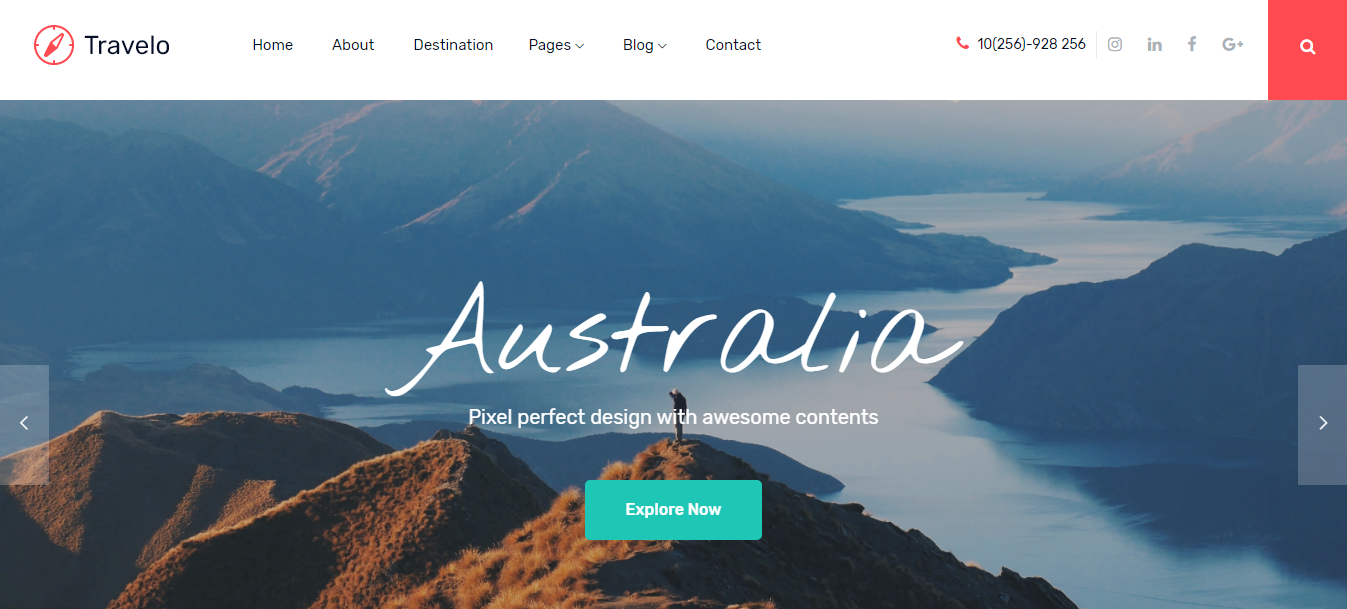 Travelo
Home About Destination Pages Blog Contact
10(256)-928 256
Australia
Pixel perfect design with awesome contents
Explore Now